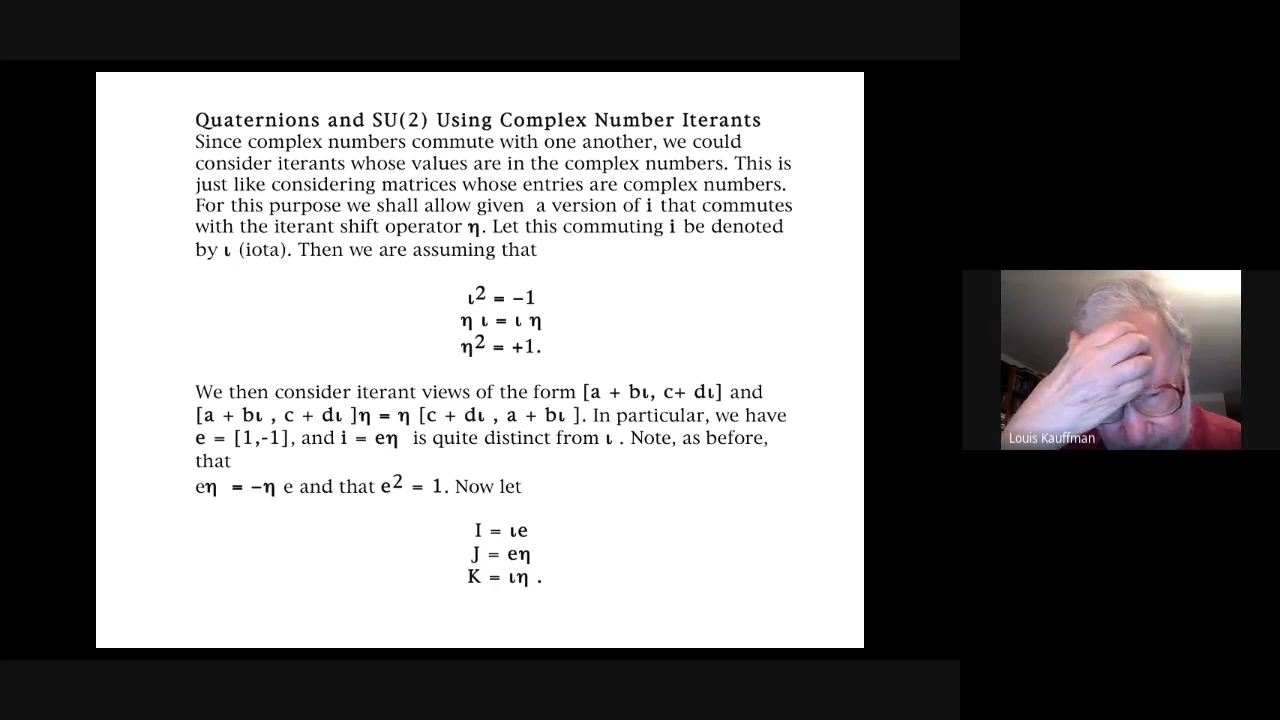 Quaternions and SU(2) Using Complex Number Iterants
Since complex numbers commute with one another, we could
consider iterants whose values are in the complex numbers. This is
just like considering matrices whose entries are complex numbers.
For this purpose we shall allow given a version of i that commutes
with the iterant shift operator η. Let this commuting i be denoted
by ι (iota). Then we are assuming that
ι² = −1
η ι = ι η
η² = +1.
We then consider iterant views of the form [a + bι, c+ dι] and
[a + bι , c + dι ]η = η [c + dι , a + bι ]. In particular, we have
e = [1,-1], and i = eη is quite distinct from ι . Note, as before,
that
eη = −η e and that e² = 1. Now let
I = ιe
J = eη
K = ιη .
Louis Kauffman